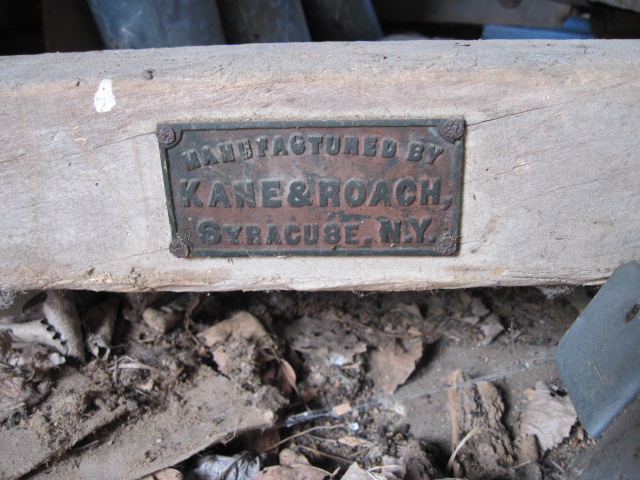 MANUFACTURED BY
KANE & ROACH,
SYRACUSE, N.Y.